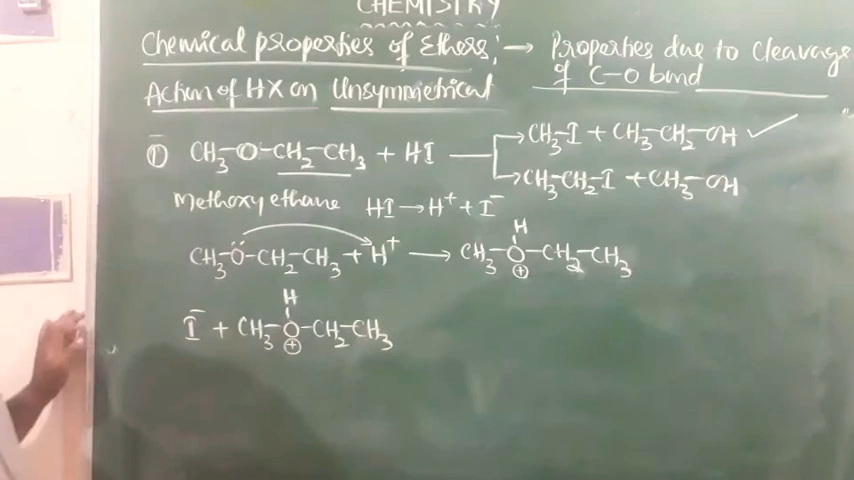 CHEMISTRY
Chemical properties of Ethers: → Properties due to cleavage of C-O bond
Action of HX on Unsymmetrical
① CH₃-O-CH₂-CH₃ + HI → CH₃-I + CH₃-CH₂-OH ✓
→ CH₃-CH₂-I + CH₃-OH
Methoxy ethane HI → H⁺ + I⁻
CH₃-Ö-CH₂-CH₃ + H⁺ → CH₃-O-CH₂-CH₃
H
⊕
I⁻ + CH₃-O-CH₂-CH₃
H
⊕